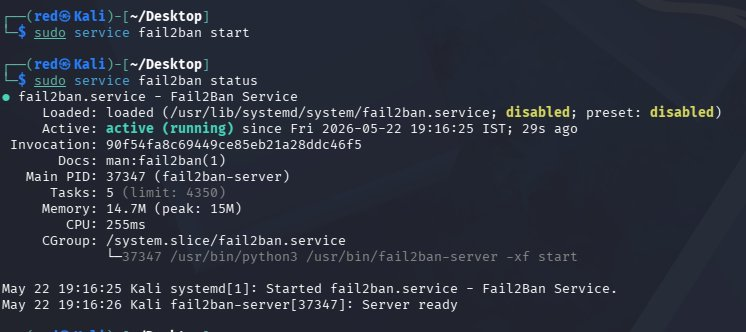 ┌──(red㉿Kali)-[~/Desktop]
└─$ sudo service fail2ban start
┌──(red㉿Kali)-[~/Desktop]
└─$ sudo service fail2ban status
● fail2ban.service - Fail2Ban Service
Loaded: loaded (/usr/lib/systemd/system/fail2ban.service; disabled; preset: disabled)
Active: active (running) since Fri 2026-05-22 19:16:25 IST; 29s ago
Invocation: 90f54fa8c69449ce85eb21a28ddc46f5
Docs: man:fail2ban(1)
Main PID: 37347 (fail2ban-server)
Tasks: 5 (limit: 4350)
Memory: 14.7M (peak: 15M)
CPU: 255ms
CGroup: /system.slice/fail2ban.service
└─37347 /usr/bin/python3 /usr/bin/fail2ban-server -xf start
May 22 19:16:25 Kali systemd[1]: Started fail2ban.service - Fail2Ban Service.
May 22 19:16:26 Kali fail2ban-server[37347]: Server ready